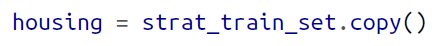 housing = strat_train_set.copy()